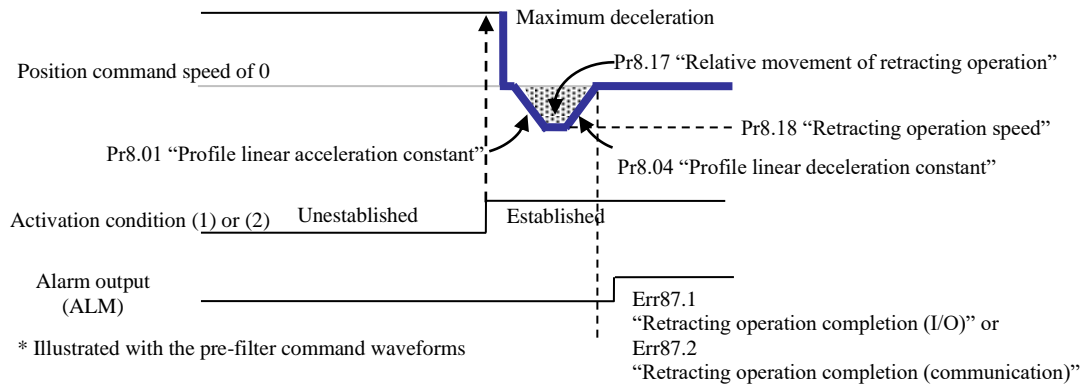 Maximum deceleration
Position command speed of 0
Pr8.17 “Relative movement of retracting operation”
Pr8.18 “Retracting operation speed”
Pr8.01 “Profile linear acceleration constant”
Pr8.04 “Profile linear deceleration constant”
Activation condition (1) or (2)
Unestablished
Established
Alarm output
(ALM)
Err87.1
“Retracting operation completion (I/O)” or
Err87.2
“Retracting operation completion (communication)”
* Illustrated with the pre-filter command waveforms